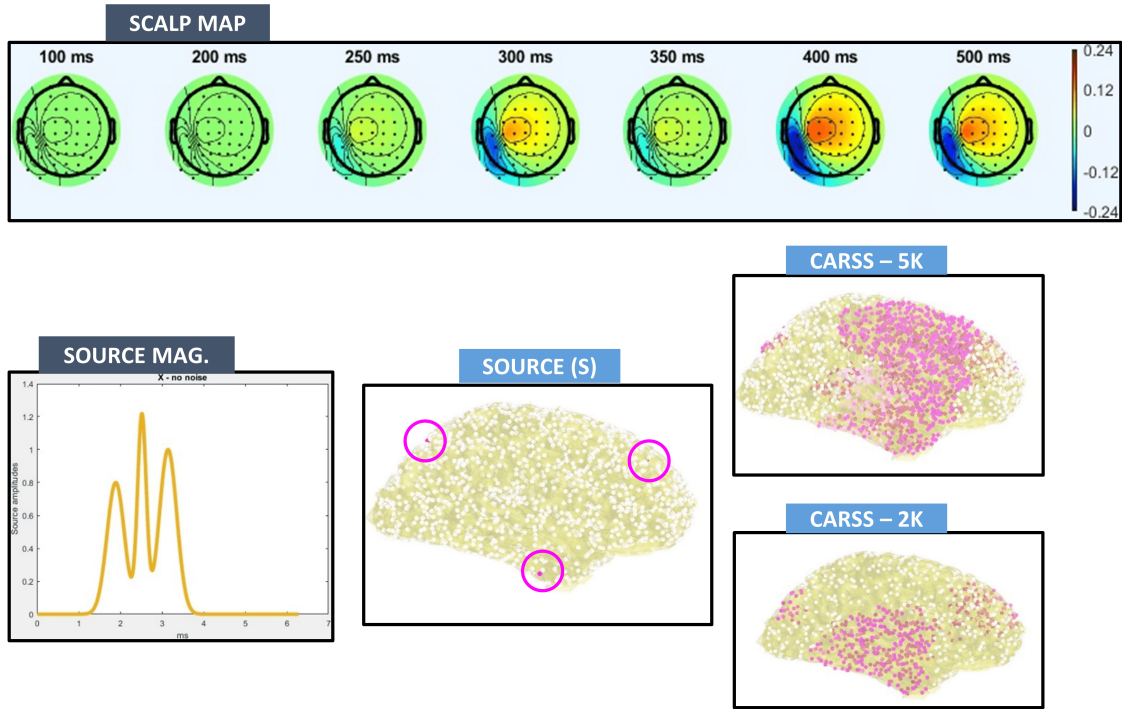 SCALP MAP
100 ms 200 ms 250 ms 300 ms 350 ms 400 ms 500 ms
0.24
0.12
0
-0.12
-0.24
CARSS – 5K
SOURCE MAG.
X - no noise
1.4
1.2
1
0.8
0.6
0.4
0.2
0
Source amplitudes
0 1 2 3 4 5 6 7
ms
SOURCE (S)
CARSS – 2K